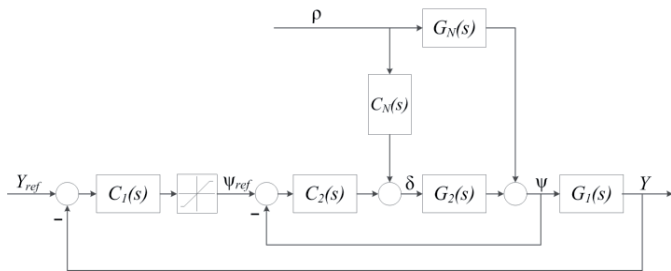 ρ
G_N(s)
C_N(s)
Y_ref
C_1(s)
ψ_ref
C_2(s)
δ
G_2(s)
ψ
G_1(s)
Y
-
-